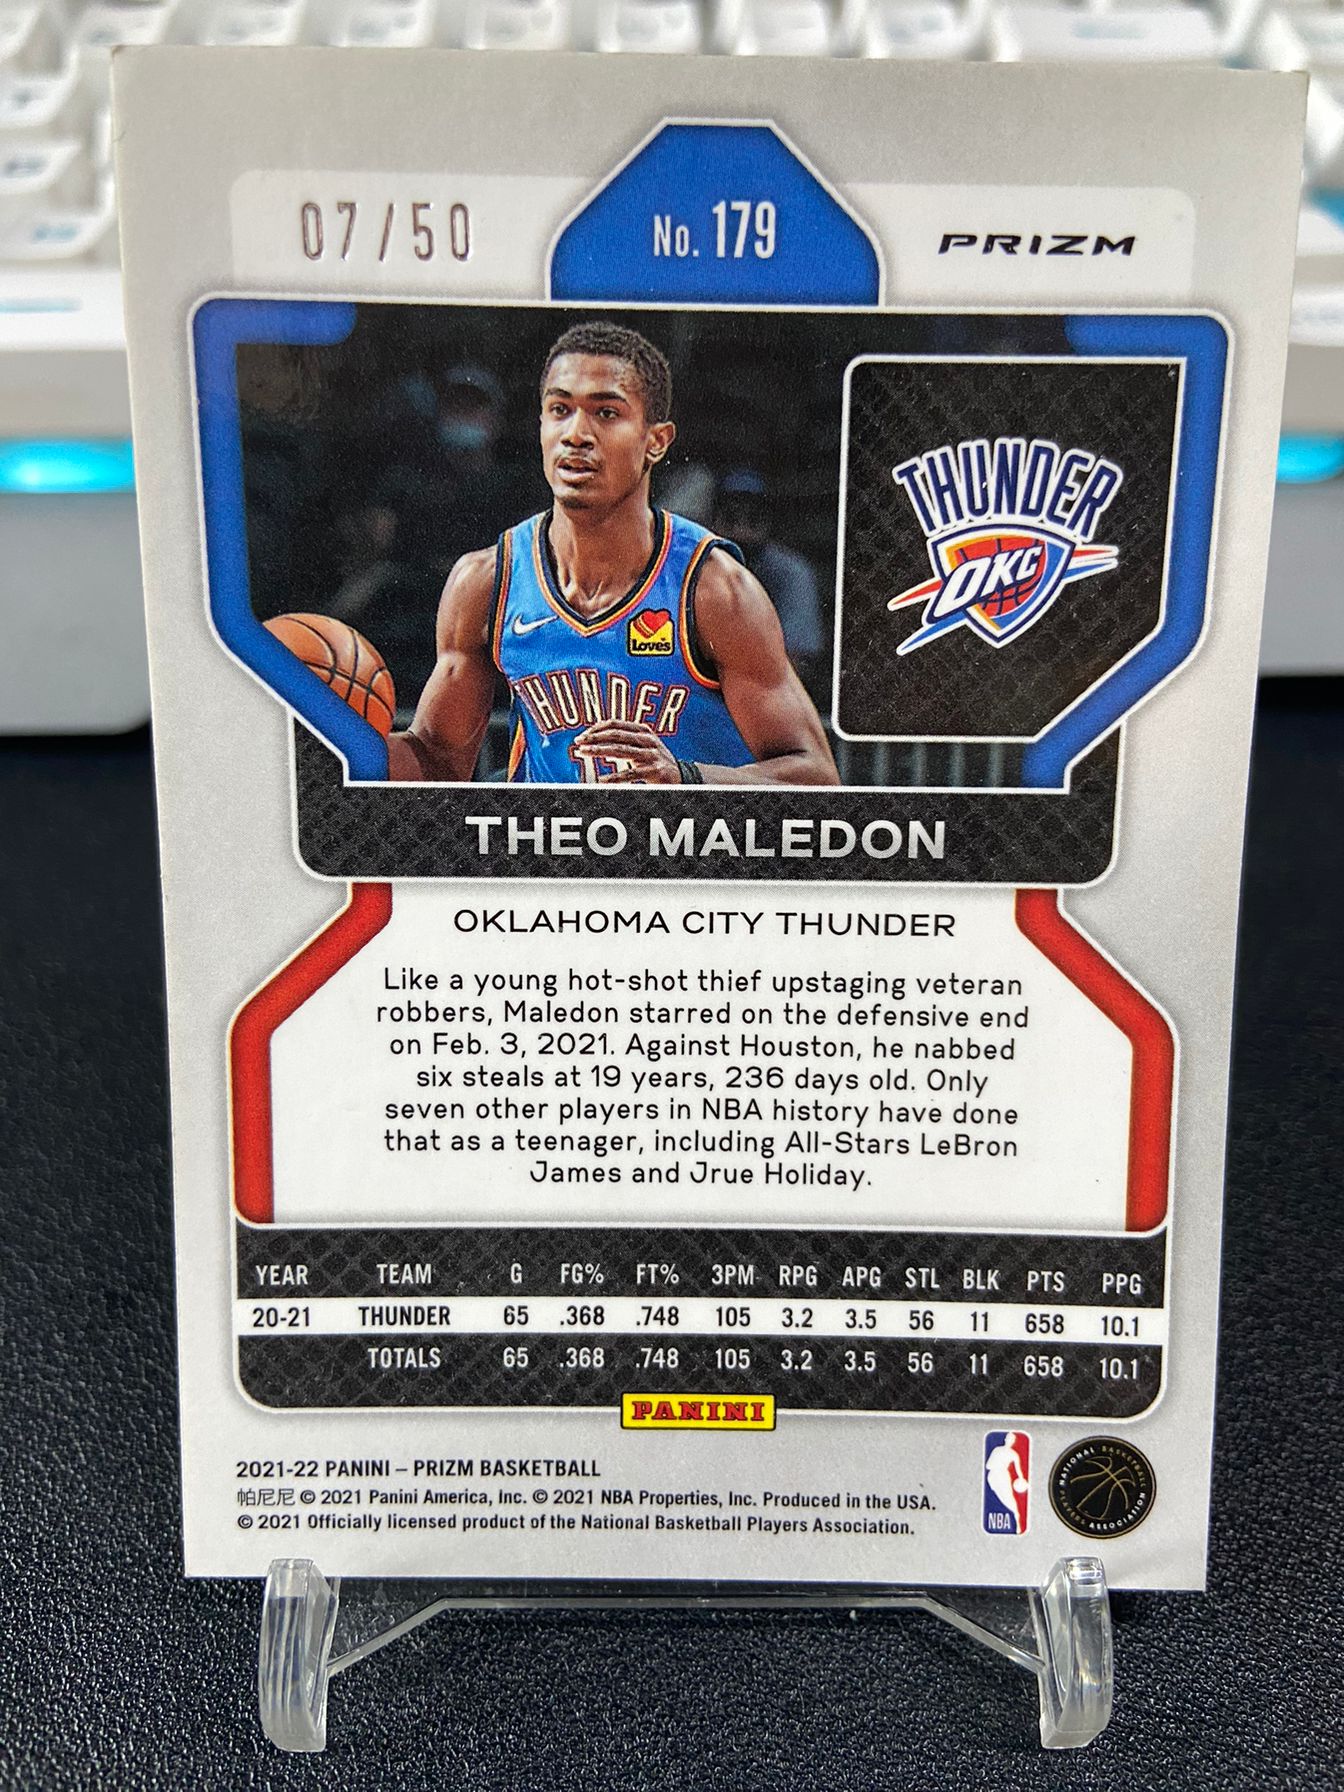 07/50
No. 179
PRIZM
THUNDER
OKC
Love's
THUNDER
11
THEO MALEDON
OKLAHOMA CITY THUNDER
Like a young hot-shot thief upstaging veteran
robbers, Maledon starred on the defensive end
on Feb. 3, 2021. Against Houston, he nabbed
six steals at 19 years, 236 days old. Only
seven other players in NBA history have done
that as a teenager, including All-Stars LeBron
James and Jrue Holiday.
YEAR TEAM G FG% FT% 3PM RPG APG STL BLK PTS PPG
20-21 THUNDER 65 .368 .748 105 3.2 3.5 56 11 658 10.1
TOTALS 65 .368 .748 105 3.2 3.5 56 11 658 10.1
PANINI
2021-22 PANINI – PRIZM BASKETBALL
帕尼尼 © 2021 Panini America, Inc. © 2021 NBA Properties, Inc. Produced in the USA.
© 2021 Officially licensed product of the National Basketball Players Association.
NBA
NATIONAL BASKETBALL PLAYERS ASSOCIATION